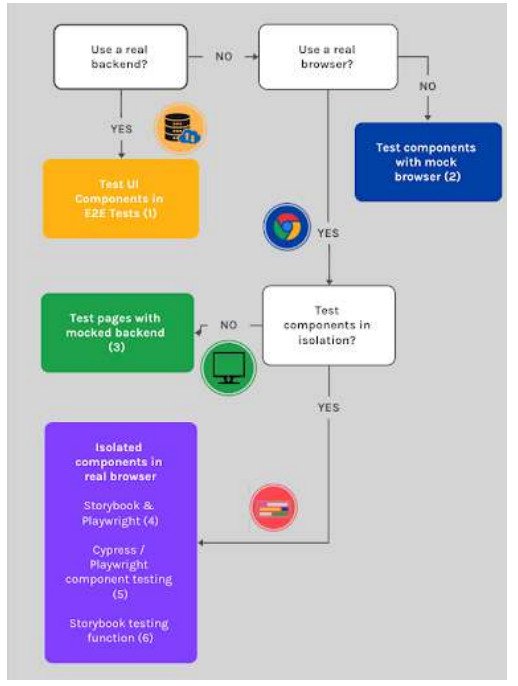 Use a real
backend?
NO
Use a real
browser?
NO
YES
Test components
with mock
browser (2)
Test UI
Components in
E2E Tests (1)
YES
Test pages with
mocked backend
(3)
NO
Test
components in
isolation?
YES
Isolated
components in
real browser
Storybook &
Playwright (4)
Cypress /
Playwright
component testing
(5)
Storybook testing
function (6)